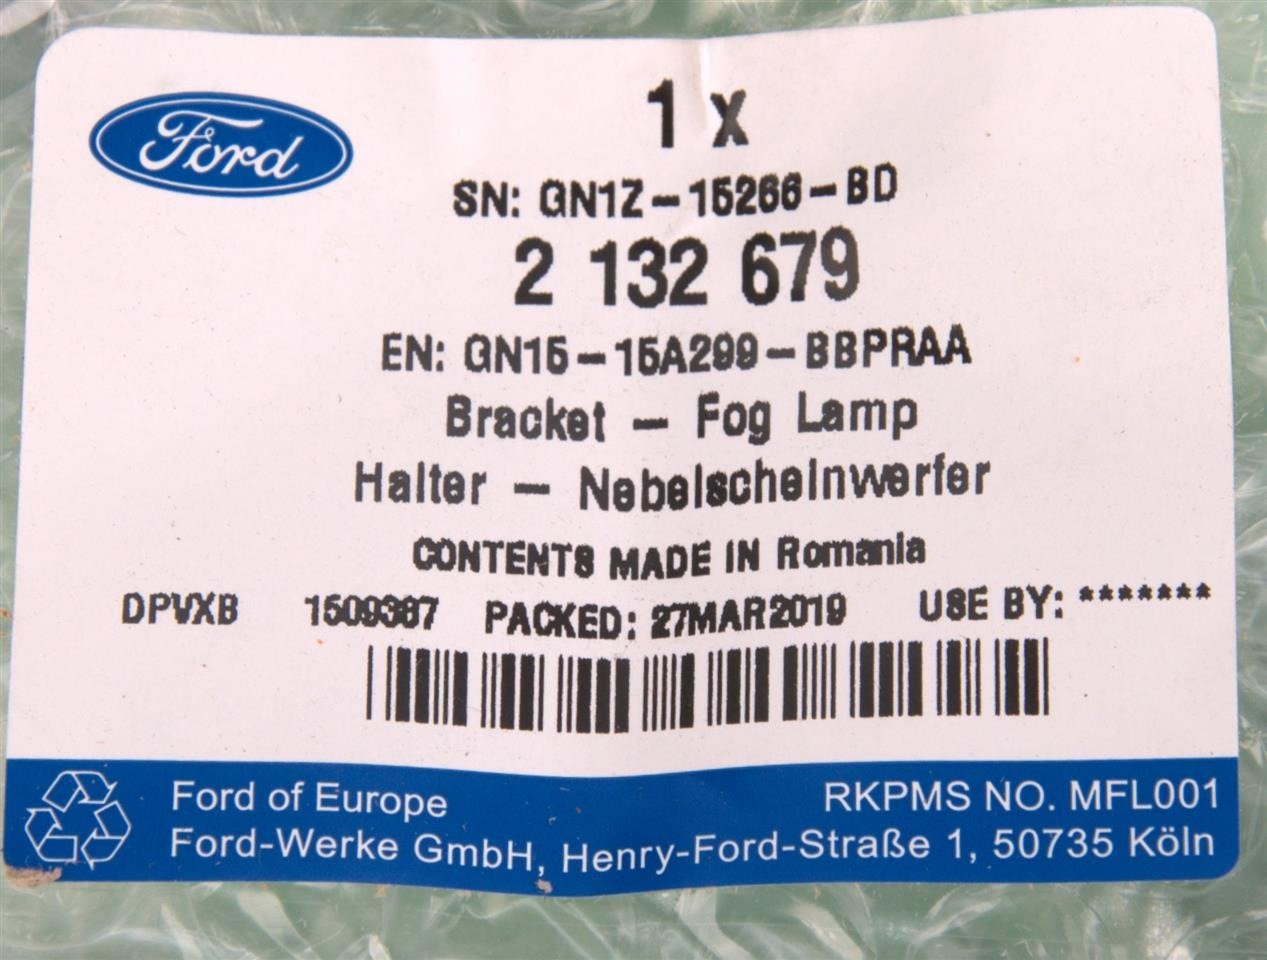 Ford
1 x
SN: GN1Z-15266-BD
2 132 679
EN: GN15-15A299-BBPRAA
Bracket - Fog Lamp
Halter - Nebelscheinwerfer
CONTENTS MADE IN Romania
DPVXB 1509367 PACKED: 27MAR2019 USE BY: *******
Ford of Europe RKPMS NO. MFL001
Ford-Werke GmbH, Henry-Ford-Straße 1, 50735 Köln